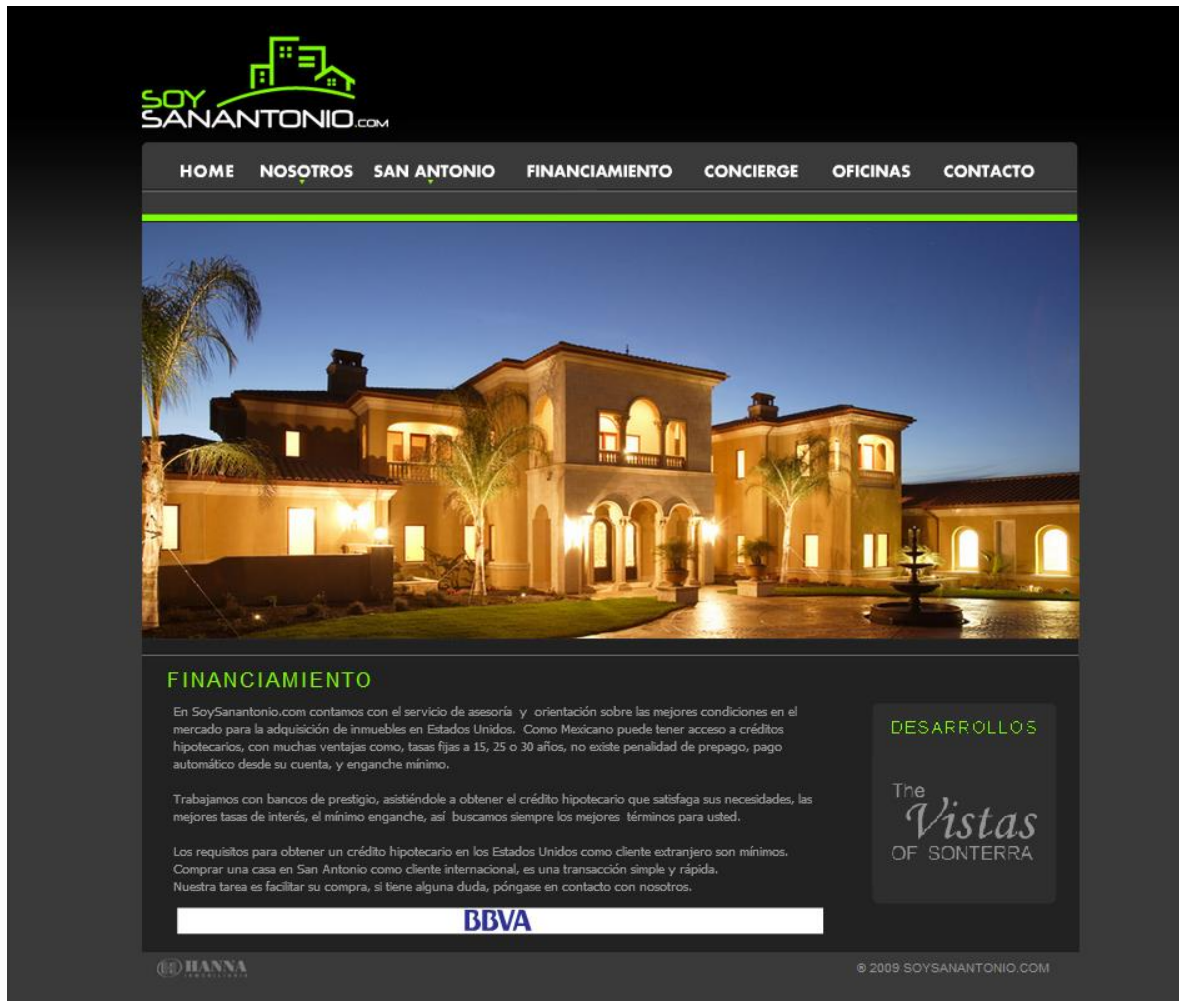 SOY
SANANTONIO.COM
HOME NOSOTROS SAN ANTONIO FINANCIAMIENTO CONCIERGE OFICINAS CONTACTO
FINANCIAMIENTO
En SoySanantonio.com contamos con el servicio de asesoría y orientación sobre las mejores condiciones en el
mercado para la adquisición de inmuebles en Estados Unidos. Como Mexicano puede tener acceso a créditos
hipotecarios, con muchas ventajas como, tasas fijas a 15, 25 o 30 años, no existe penalidad de prepago, pago
automático desde su cuenta, y enganche mínimo.
Trabajamos con bancos de prestigio, asistiéndole a obtener el crédito hipotecario que satisfaga sus necesidades, las
mejores tasas de interés, el mínimo enganche, así buscamos siempre los mejores términos para usted.
Los requisitos para obtener un crédito hipotecario en los Estados Unidos como cliente extranjero son mínimos.
Comprar una casa en San Antonio como cliente internacional, es una transacción simple y rápida.
Nuestra tarea es facilitar su compra, si tiene alguna duda, póngase en contacto con nosotros.
BBVA
DESARROLLOS
The
Vistas
OF SONTERRA
HANNA
INMOBILIARIA
® 2009 SOYSANANTONIO.COM